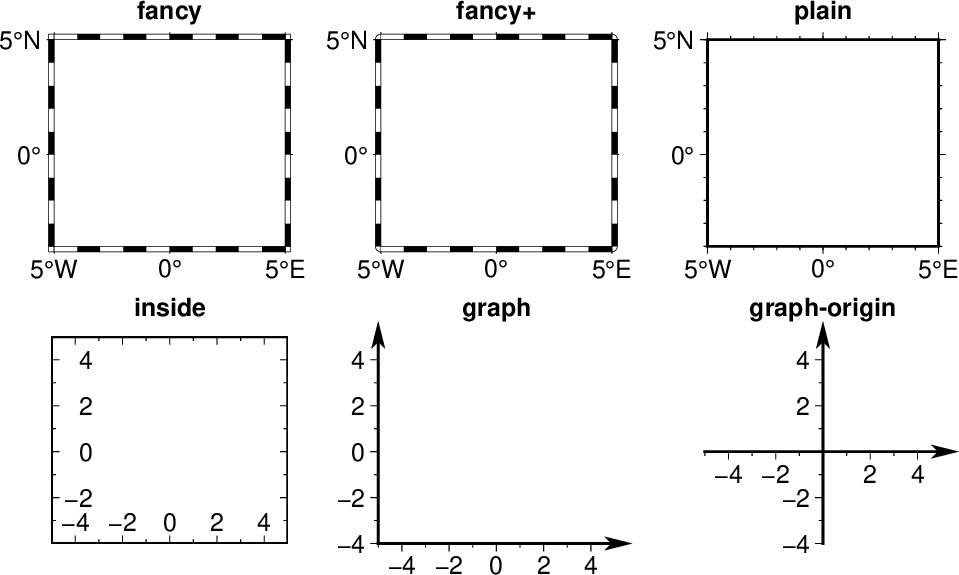 fancy fancy+ plain
5°N 5°N 5°N
0° 0° 0°
5°W 0° 5°E 5°W 0° 5°E 5°W 0° 5°E
inside graph graph-origin
4 4 4
2 2 2
0 0
−4 −2 2 4
−2 −2 −2
−4 −2 0 2 4
−4 −4
−4 −2 0 2 4